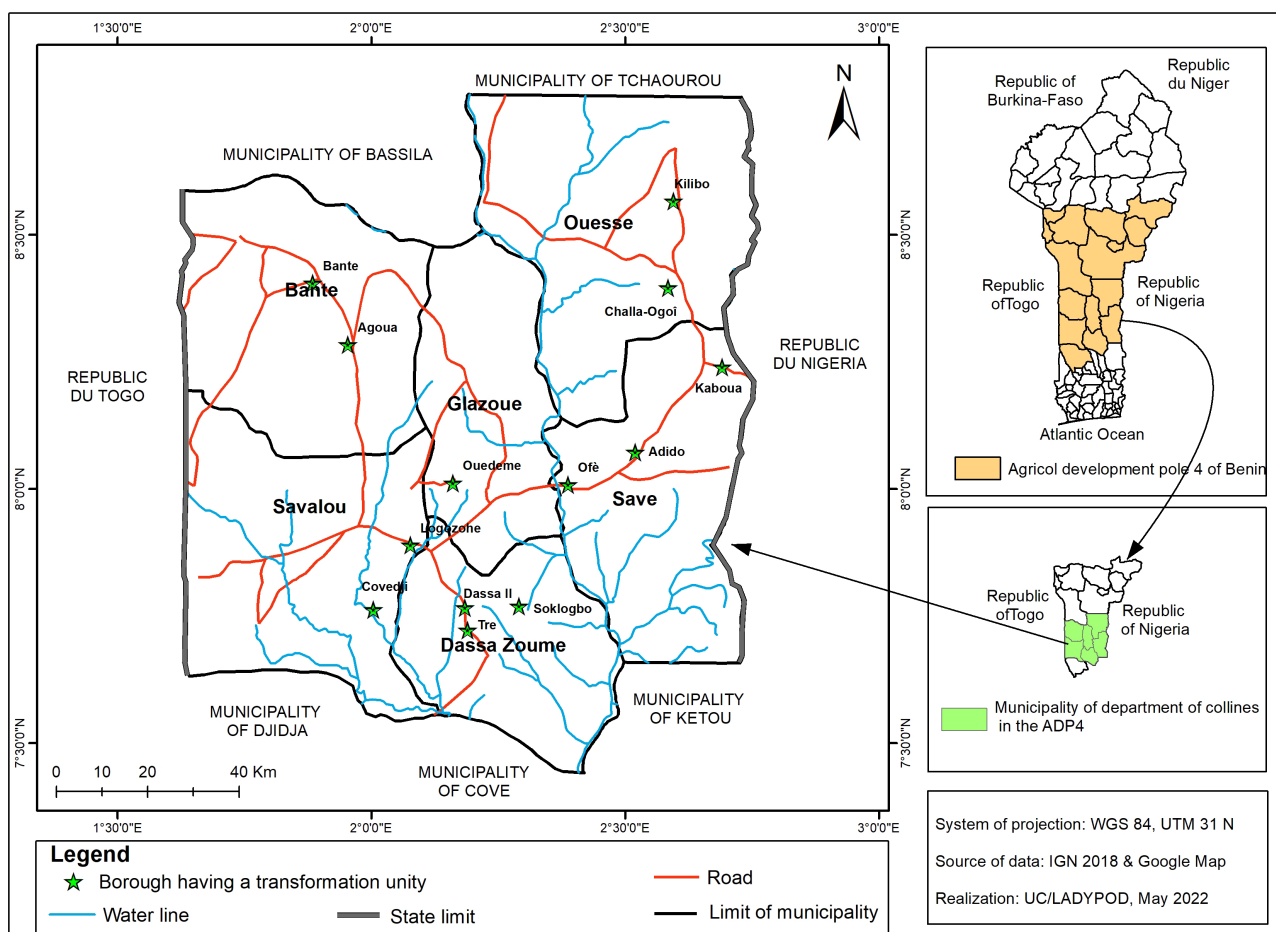 1°30'0"E
2°0'0"E
2°30'0"E
3°0'0"E
8°30'0"N
8°0'0"N
7°30'0"N
MUNICIPALITY OF TCHAOUROU
N
MUNICIPALITY OF BASSILA
Kilibo
Ouesse
Bante
Bante
Challa-Ogoî
Agoua
REPUBLIC
DU NIGERIA
REPUBLIC
DU TOGO
Kaboua
Glazoue
Adido
Ouedeme
Ofè
Save
Savalou
Logozone
Covedji
Dassa II
Soklogbo
Tre
Dassa Zoume
MUNICIPALITY
OF DJIDJA
MUNICIPALITY
OF KETOU
MUNICIPALITY
OF COVE
0 10 20 40 Km
1°30'0"E
2°0'0"E
2°30'0"E
3°0'0"E
8°30'0"N
8°0'0"N
7°30'0"N
Legend
Borough having a transformation unity
Road
Water line
State limit
Limit of municipality
Republic of
Burkina-Faso
Republic
du Niger
Republic
ofTogo
Republic
of Nigeria
Atlantic Ocean
Agricol development pole 4 of Benin
Republic
ofTogo
Republic
of Nigeria
Municipality of department of collines
in the ADP4
System of projection: WGS 84, UTM 31 N
Source of data: IGN 2018 & Google Map
Realization: UC/LADYPOD, May 2022